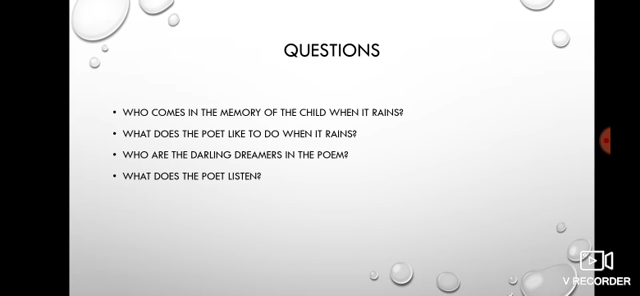 QUESTIONS
• WHO COMES IN THE MEMORY OF THE CHILD WHEN IT RAINS?
• WHAT DOES THE POET LIKE TO DO WHEN IT RAINS?
• WHO ARE THE DARLING DREAMERS IN THE POEM?
• WHAT DOES THE POET LISTEN?
V RECORDER